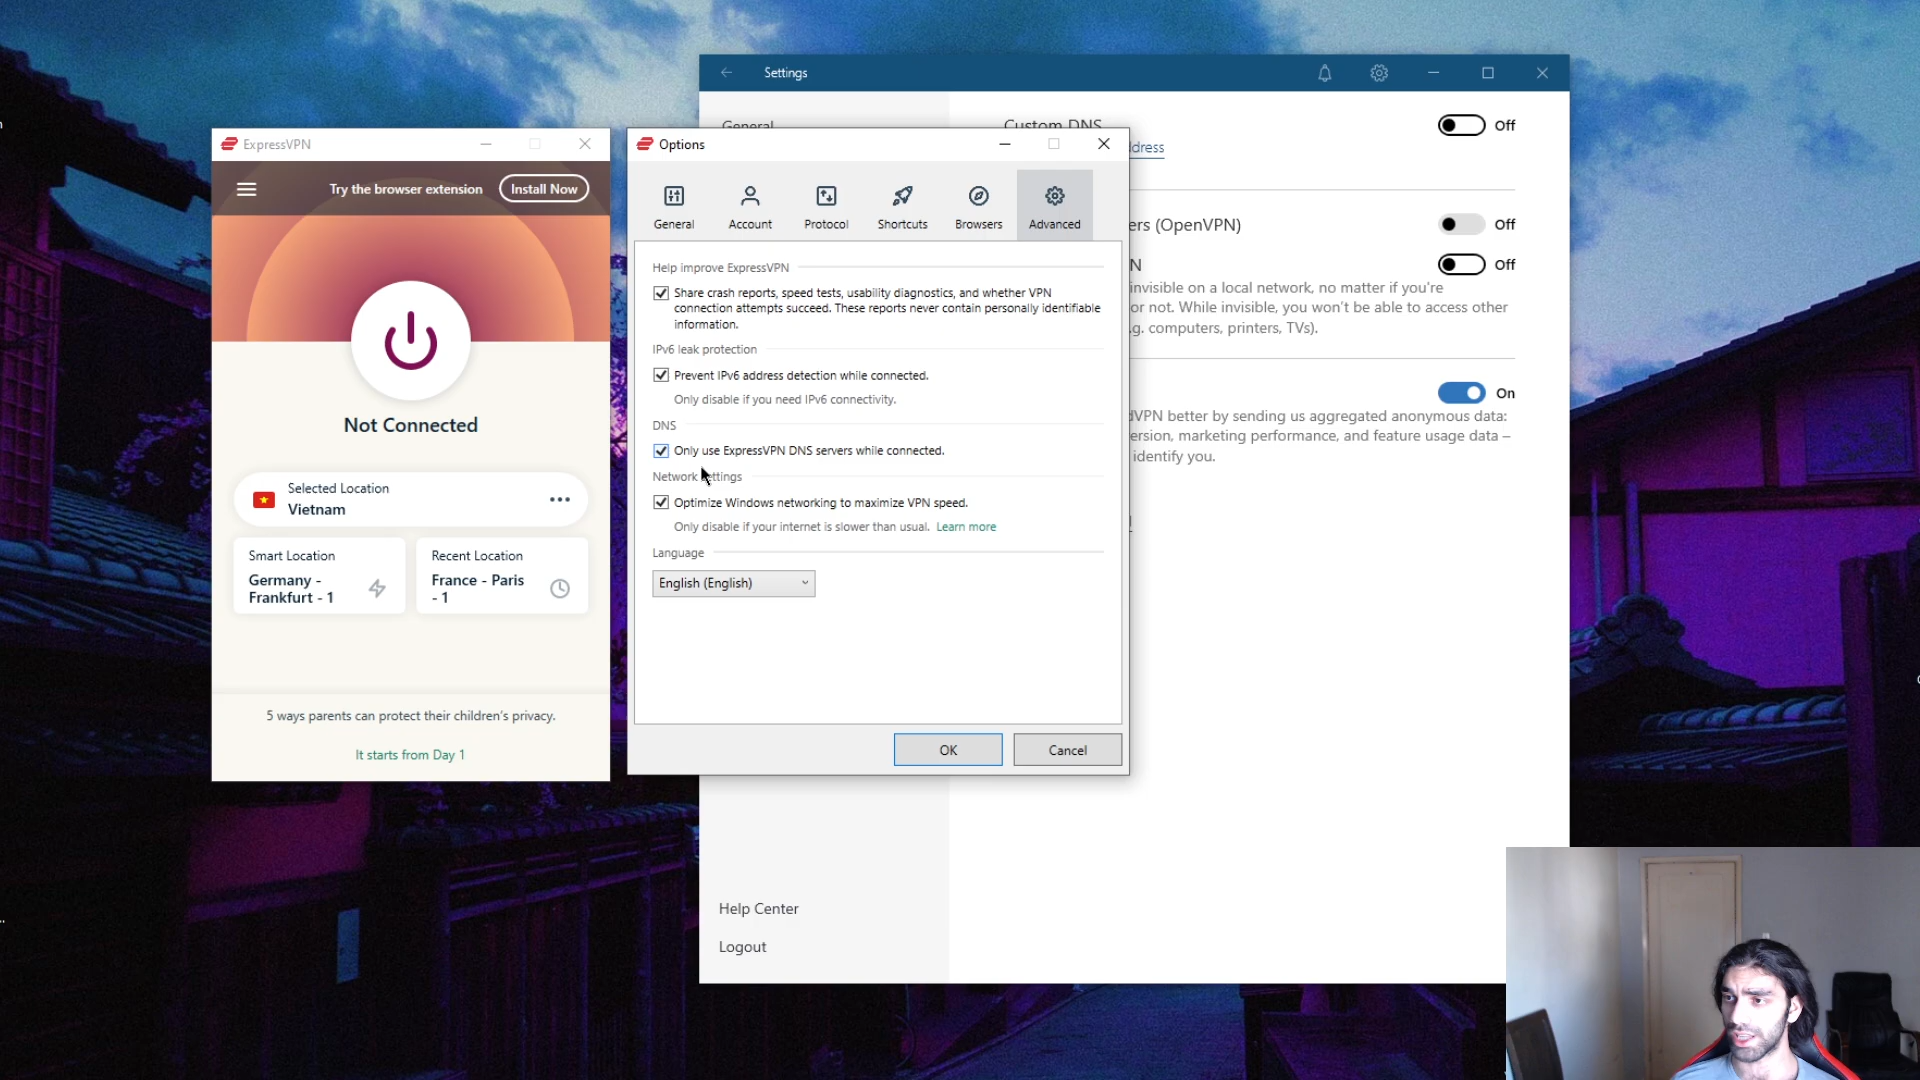 Settings
General
Custom DNS
Off
dress
ers (OpenVPN)
Off
N
Off
invisible on a local network, no matter if you're
or not. While invisible, you won't be able to access other
.g. computers, printers, TVs).
On
dVPN better by sending us aggregated anonymous data:
ersion, marketing performance, and feature usage data –
identify you.
Help Center
Logout
ExpressVPN
Try the browser extension
Install Now
Not Connected
Selected Location
Vietnam
Smart Location
Germany -
Frankfurt - 1
Recent Location
France - Paris
- 1
5 ways parents can protect their children's privacy.
It starts from Day 1
Options
General
Account
Protocol
Shortcuts
Browsers
Advanced
Help improve ExpressVPN
Share crash reports, speed tests, usability diagnostics, and whether VPN
connection attempts succeed. These reports never contain personally identifiable
information.
IPv6 leak protection
Prevent IPv6 address detection while connected.
Only disable if you need IPv6 connectivity.
DNS
Only use ExpressVPN DNS servers while connected.
Network settings
Optimize Windows networking to maximize VPN speed.
Only disable if your internet is slower than usual. Learn more
Language
English (English)
OK
Cancel